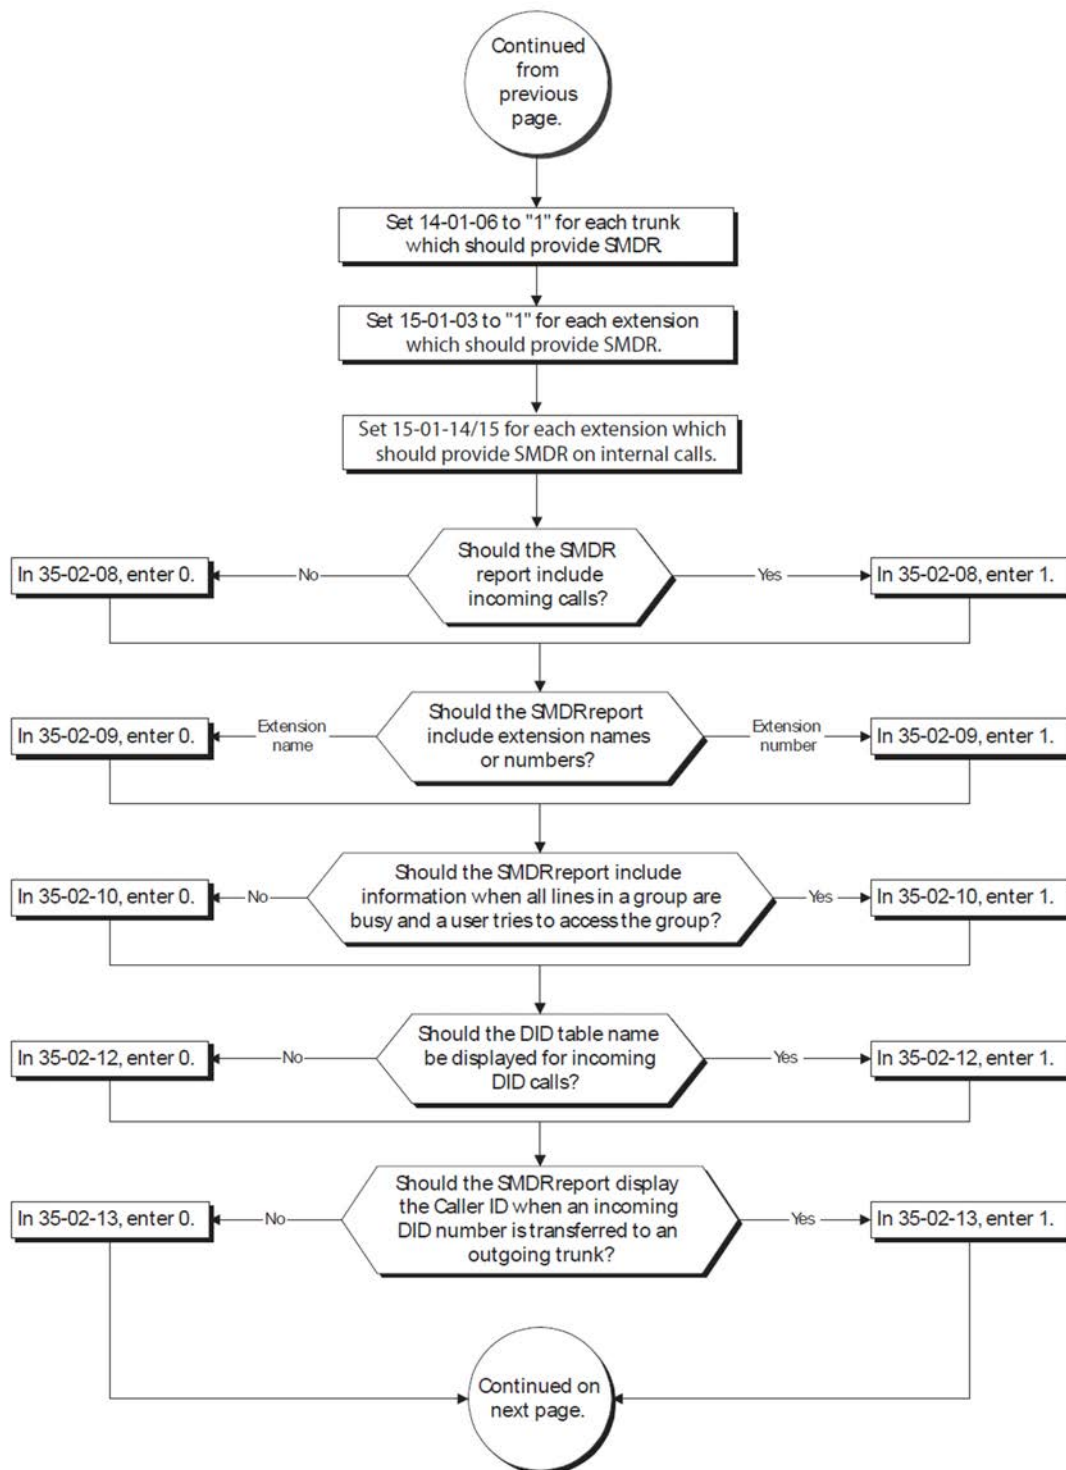 Continued
from
previous
page.
Set 14-01-06 to "1" for each trunk
which should provide SMDR
Set 15-01-03 to "1" for each extension
which should provide SMDR.
Set 15-01-14/15 for each extension which
should provide SMDR on internal calls.
Should the SMDR
report include
incoming calls?
In 35-02-08, enter 0.
No
Yes
In 35-02-08, enter 1.
Should the SMDR report
include extension names
or numbers?
In 35-02-09, enter 0.
Extension
name
Extension
number
In 35-02-09, enter 1.
Should the SMDR report include
information when all lines in a group are
busy and a user tries to access the group?
In 35-02-10, enter 0.
No
Yes
In 35-02-10, enter 1.
Should the DID table name
be displayed for incoming
DID calls?
In 35-02-12, enter 0.
No
Yes
In 35-02-12, enter 1.
Should the SMDR report display
the Caller ID when an incoming
DID number is transferred to an
outgoing trunk?
In 35-02-13, enter 0.
No
Yes
In 35-02-13, enter 1.
Continued on
next page.